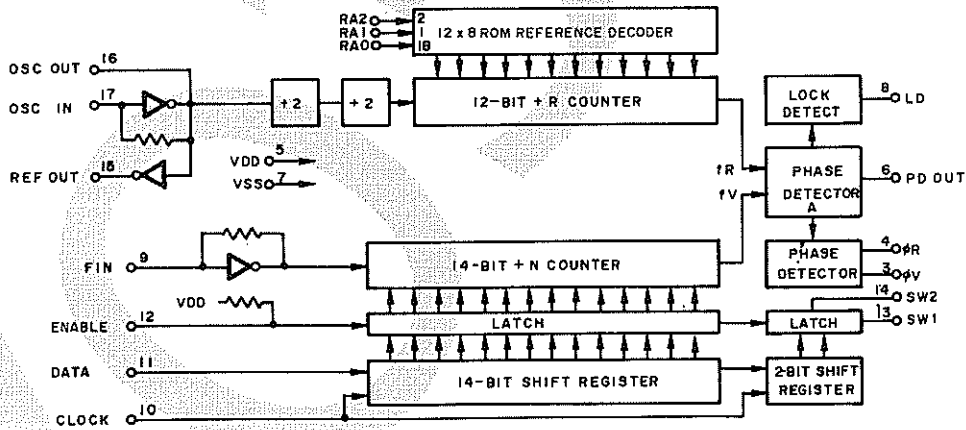 RA2 2
RA1 1
RA0 18
12 x 8 ROM REFERENCE DECODER
OSC OUT 16
OSC IN 17
÷2
÷2
12-BIT ÷ R COUNTER
REF OUT 15
VDD 5
VSS 7
LOCK DETECT
8 LD
fR
fV
PHASE DETECTOR A
6 PD OUT
PHASE DETECTOR
4 φR
3 φV
FIN 9
14-BIT ÷ N COUNTER
VDD
ENABLE 12
LATCH
LATCH
14 SW2
13 SW1
DATA 11
14-BIT SHIFT REGISTER
2-BIT SHIFT REGISTER
CLOCK 10